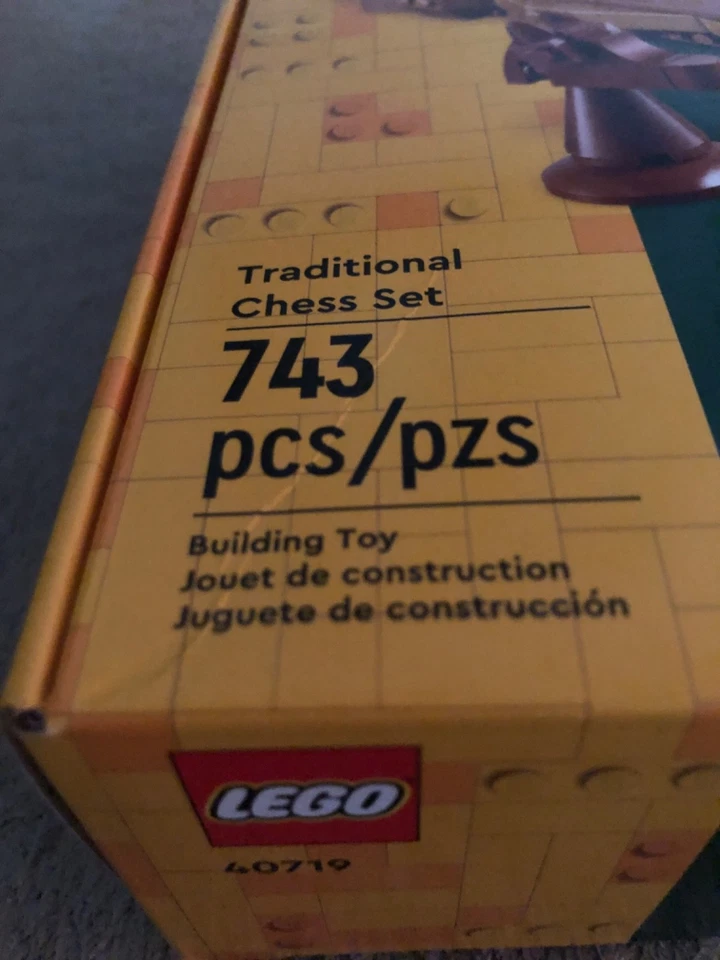 Traditional
Chess Set
743
pcs/pzs
Building Toy
Jouet de construction
Juguete de construcción
LEGO
40719